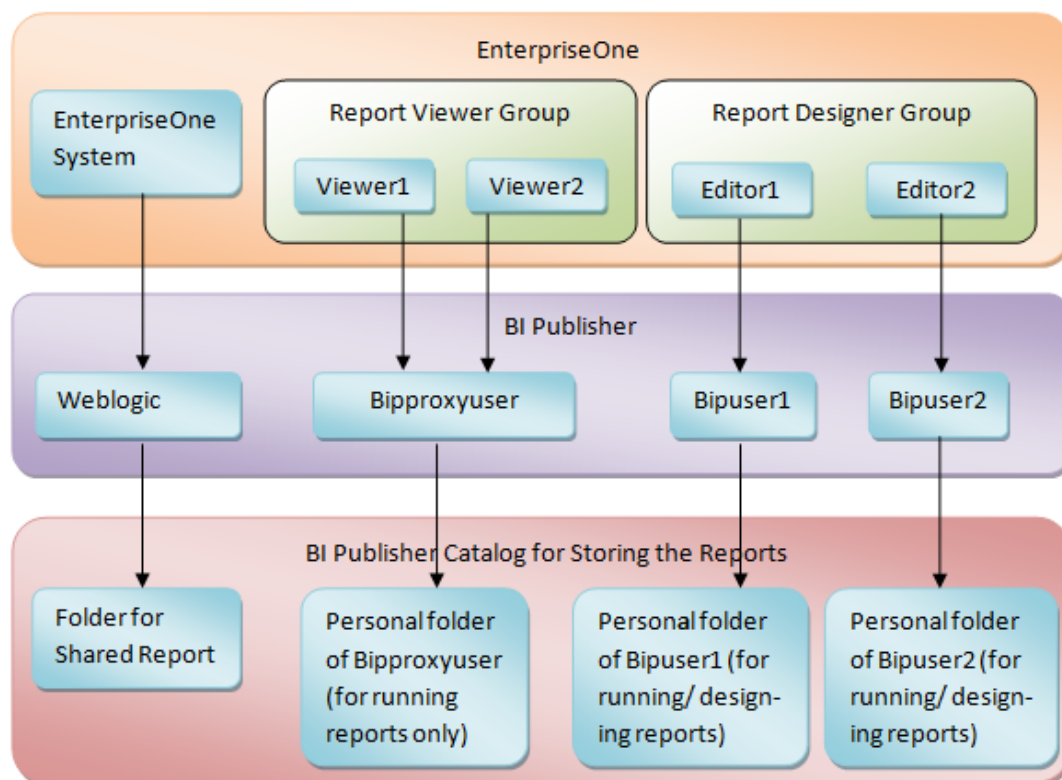 EnterpriseOne
EnterpriseOne
System
Report Viewer Group
Viewer1
Viewer2
Report Designer Group
Editor1
Editor2
BI Publisher
Weblogic
Bipproxyuser
Bipuser1
Bipuser2
BI Publisher Catalog for Storing the Reports
Folder for
Shared Report
Personal folder
of Bipproxyuser
(for running
reports only)
Personal folder
of Bipuser1 (for
running/ design-
ing reports)
Personal folder
of Bipuser2 (for
running/ design-
ing reports)